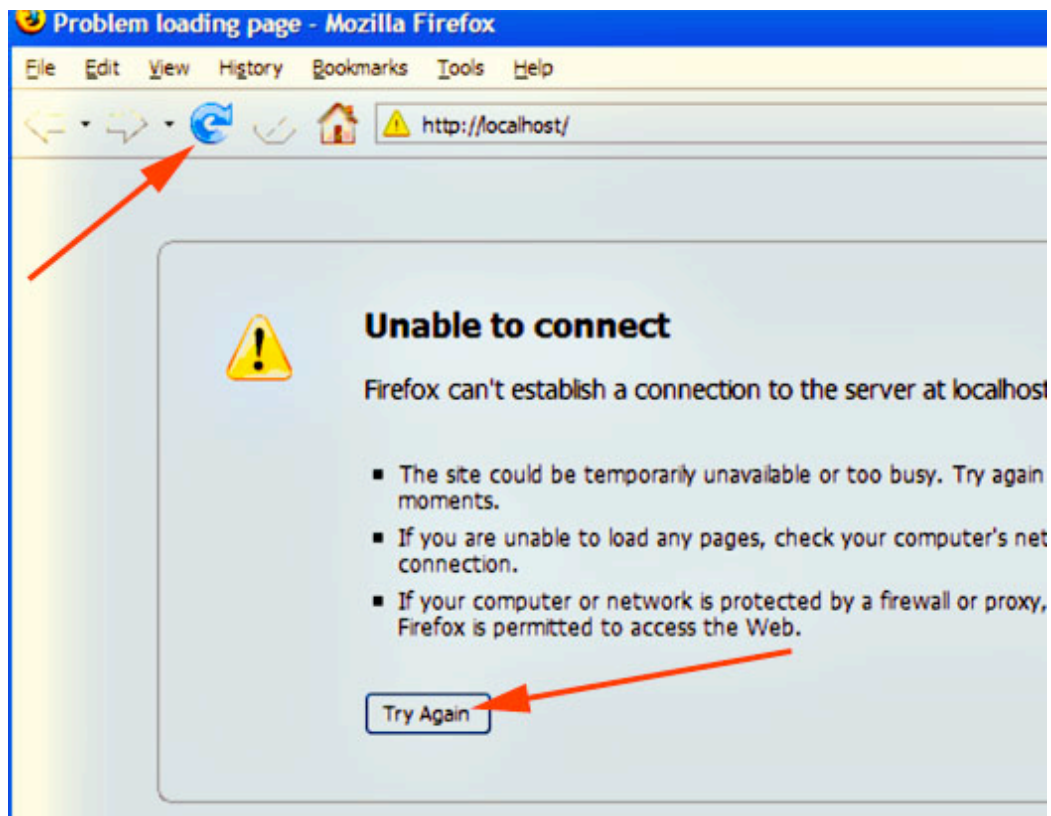 Problem loading page - Mozilla Firefox
File Edit View History Bookmarks Tools Help
http://localhost/
Unable to connect
Firefox can't establish a connection to the server at localhost
■ The site could be temporarily unavailable or too busy. Try again
moments.
■ If you are unable to load any pages, check your computer's net
connection.
■ If your computer or network is protected by a firewall or proxy,
Firefox is permitted to access the Web.
Try Again